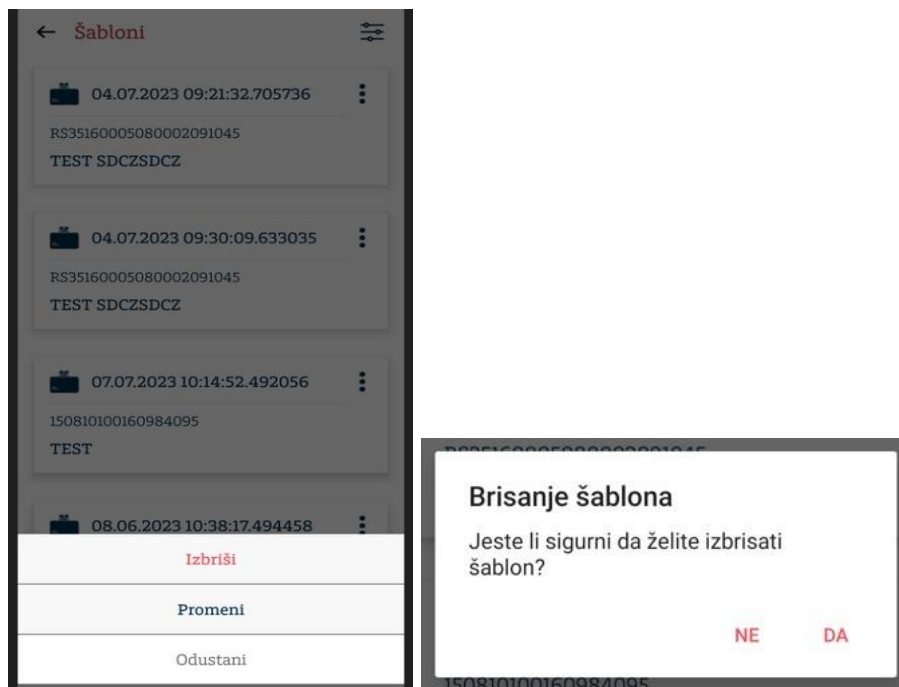 Šabloni
04.07.2023 09:21:32.705736
RS35160005080002091045
TEST SDCZSDCZ
04.07.2023 09:30:09.633035
RS35160005080002091045
TEST SDCZSDCZ
07.07.2023 10:14:52.492056
150810100160984095
TEST
08.06.2023 10:38:17.494458
Izbriši
Promeni
Odustani
RS35160005080002091045
Brisanje šablona
Jeste li sigurni da želite izbrisati
šablon?
NE DA
150810100160984095